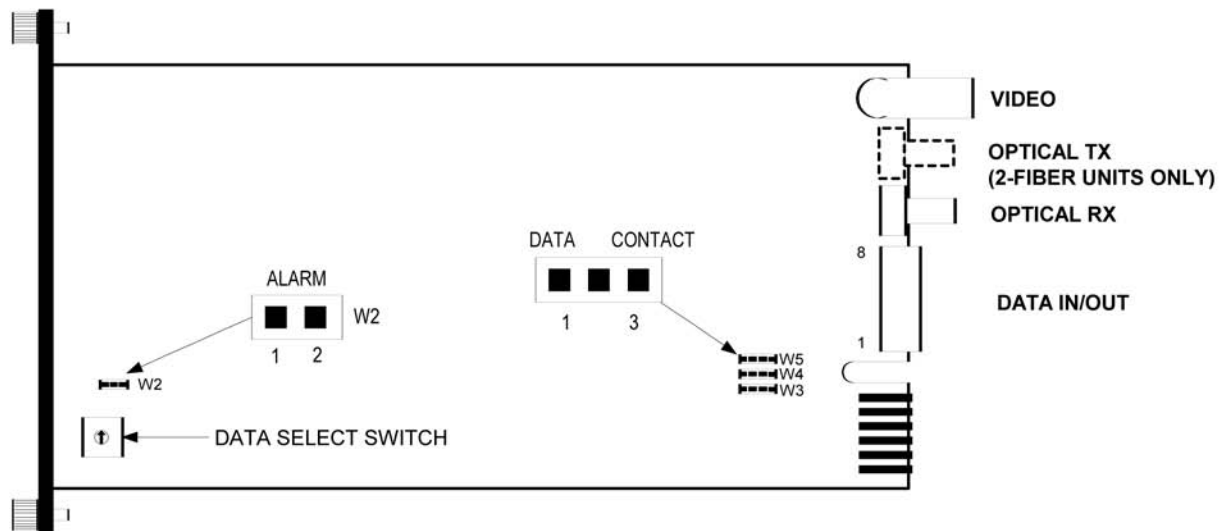 VIDEO
OPTICAL TX
(2-FIBER UNITS ONLY)
OPTICAL RX
DATA CONTACT
8
ALARM
DATA IN/OUT
W2
1 3
1 2
1
W5
W2
W4
W3
DATA SELECT SWITCH